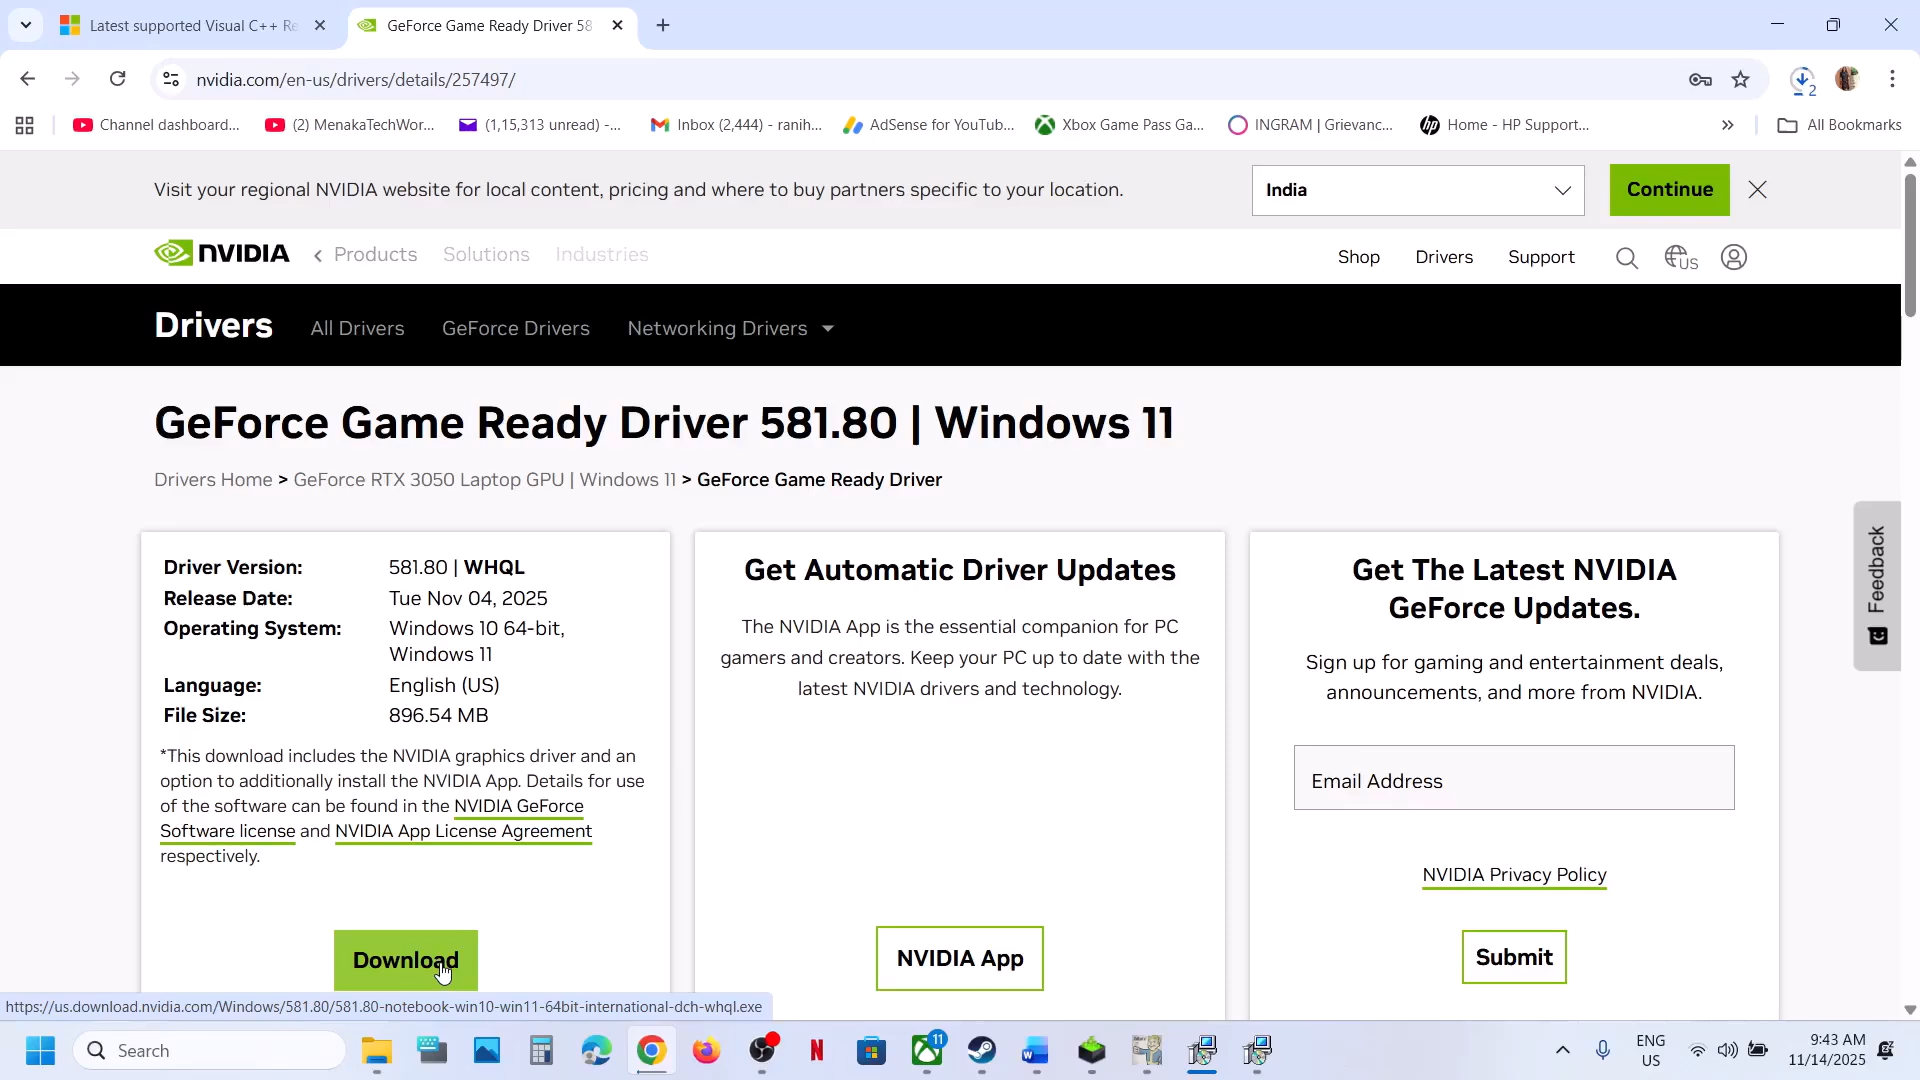 Latest supported Visual C++ Re
GeForce Game Ready Driver 58
nvidia.com/en-us/drivers/details/257497/
2
Channel dashboard...
(2) MenakaTechWor...
(1,15,313 unread) -...
Inbox (2,444) - ranih...
AdSense for YouTub...
Xbox Game Pass Ga...
INGRAM | Grievanc...
Home - HP Support...
All Bookmarks
Visit your regional NVIDIA website for local content, pricing and where to buy partners specific to your location.
India
Continue
NVIDIA
Products
Solutions
Industries
Shop
Drivers
Support
US
Drivers
All Drivers
GeForce Drivers
Networking Drivers
GeForce Game Ready Driver 581.80 | Windows 11
Drivers Home > GeForce RTX 3050 Laptop GPU | Windows 11 > GeForce Game Ready Driver
Driver Version: 581.80 | WHQL
Release Date: Tue Nov 04, 2025
Operating System: Windows 10 64-bit,
Windows 11
Language: English (US)
File Size: 896.54 MB
*This download includes the NVIDIA graphics driver and an
option to additionally install the NVIDIA App. Details for use
of the software can be found in the NVIDIA GeForce
Software license and NVIDIA App License Agreement
respectively.
Download
Get Automatic Driver Updates
The NVIDIA App is the essential companion for PC
gamers and creators. Keep your PC up to date with the
latest NVIDIA drivers and technology.
NVIDIA App
Get The Latest NVIDIA
GeForce Updates.
Sign up for gaming and entertainment deals,
announcements, and more from NVIDIA.
Email Address
NVIDIA Privacy Policy
Submit
Feedback
https://us.download.nvidia.com/Windows/581.80/581.80-notebook-win10-win11-64bit-international-dch-whql.exe
Search
11
ENG
US
9:43 AM
11/14/2025